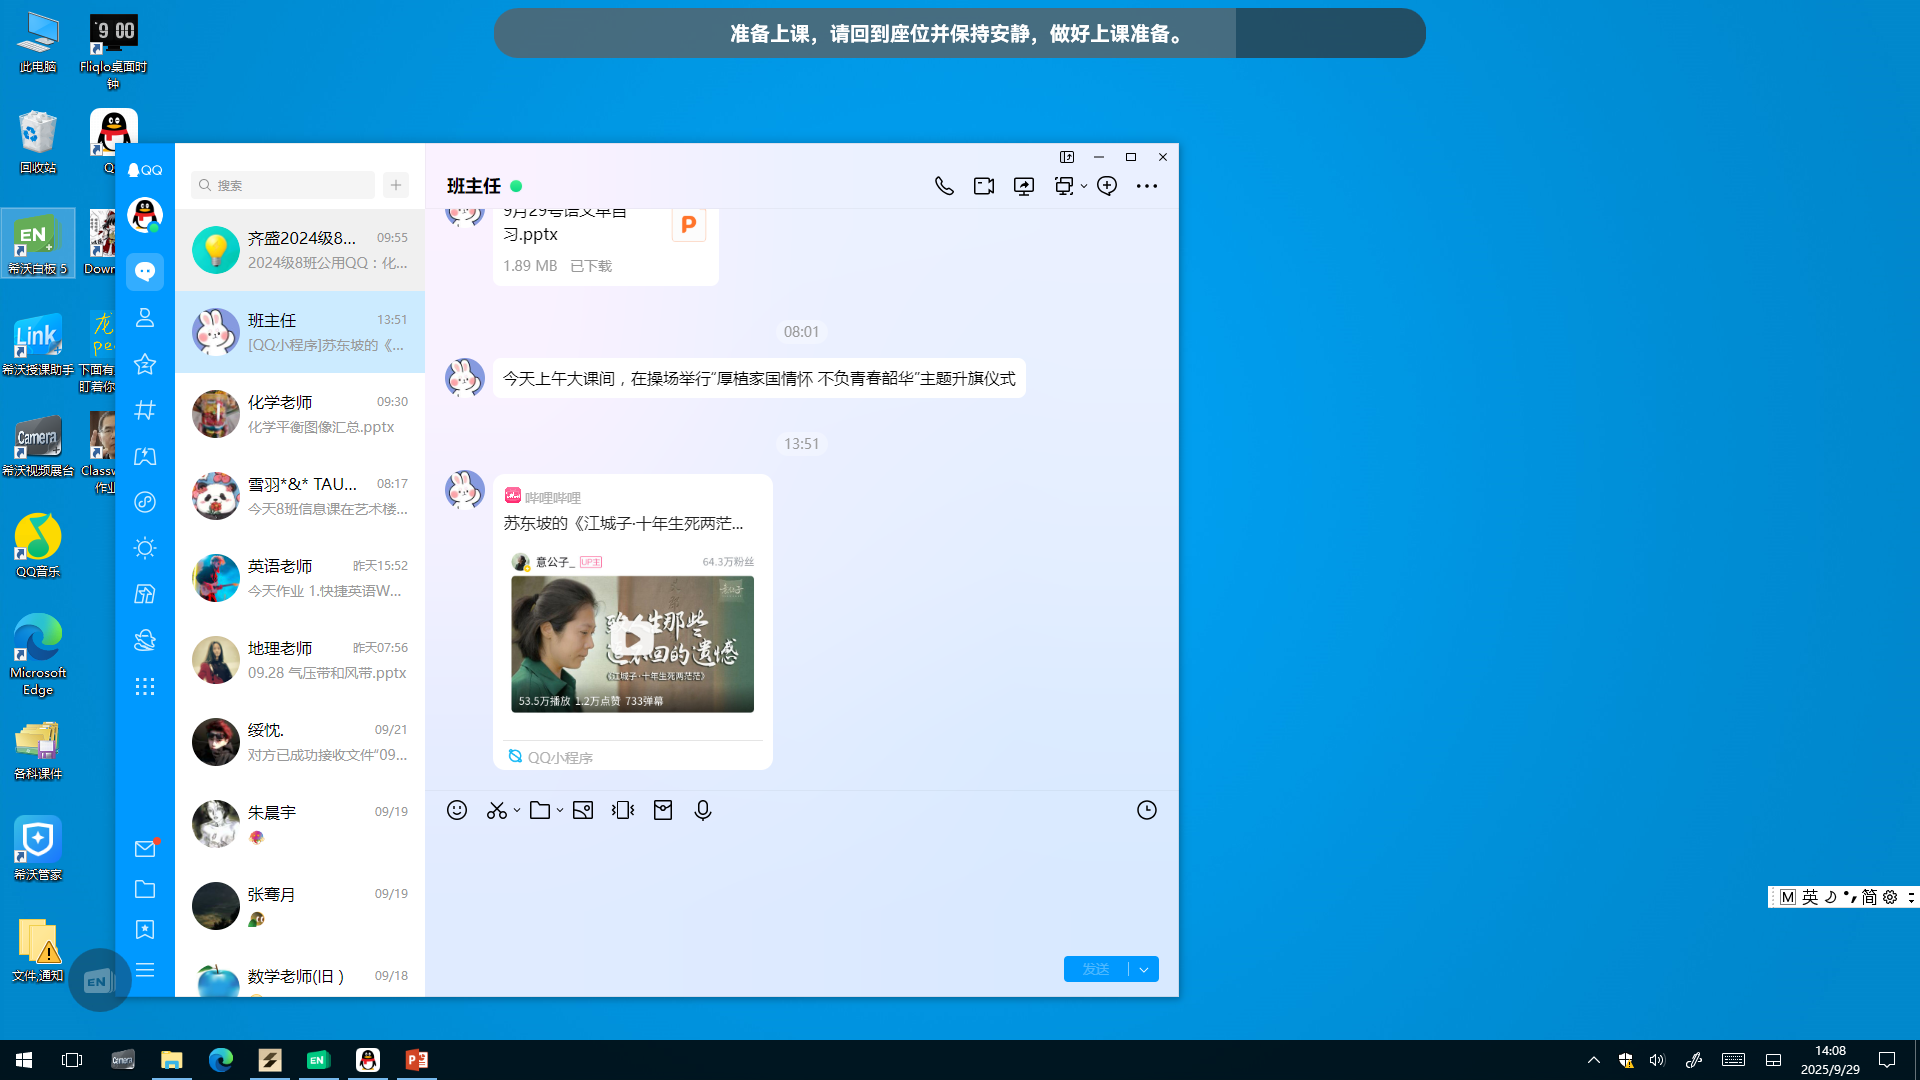 准备上课，请回到座位并保持安静，做好上课准备。
此电脑
9 00
Fliqlo桌面时
钟
回收站
EN
希沃白板 5
Link
希沃授课助手
下面有
盯着你
Camera
希沃视频展台
作业
QQ音乐
Microsoft
Edge
各科课件
希沃管家
文件,通知
EN
QQ
搜索
齐盛2024级8... 09:55
2024级8班公用QQ：化...
班主任 13:51
[QQ小程序]苏东坡的《...
化学老师 09:30
化学平衡图像汇总.pptx
雪羽*&* TAU... 08:17
今天8班信息课在艺术楼...
英语老师 昨天15:52
今天作业 1.快捷英语W...
地理老师 昨天07:56
09.28 气压带和风带.pptx
绥忱. 09/21
对方已成功接收文件“09...
朱晨宇 09/19
张骞月 09/19
数学老师(旧 ) 09/18
班主任
9月29号语文早自
习.pptx
P
1.89 MB 已下载
08:01
今天上午大课间，在操场举行“厚植家国情怀 不负青春韶华”主题升旗仪式
13:51
哔哩哔哩
苏东坡的《江城子·十年生死两茫...
意公子_ UP主 64.3万粉丝
《江城子·十年生死两茫茫》
53.5万播放 1.2万点赞 733弹幕
QQ小程序
发送
M 英 简
Camera
EN
14:08
2025/9/29